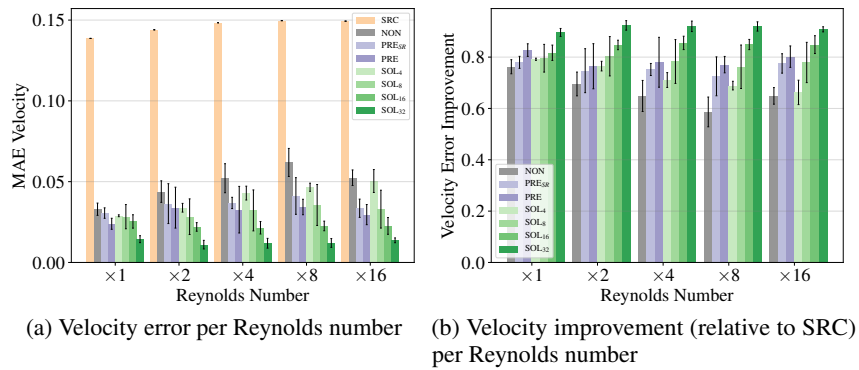 0.15
0.10
0.05
0.00
MAE Velocity
SRC
NON
PRE_SR
PRE
SOL_4
SOL_8
SOL_16
SOL_32
×1 ×2 ×4 ×8 ×16
Reynolds Number
(a) Velocity error per Reynolds number
0.8
0.6
0.4
0.2
0.0
Velocity Error Improvement
NON
PRE_SR
PRE
SOL_4
SOL_8
SOL_16
SOL_32
×1 ×2 ×4 ×8 ×16
Reynolds Number
(b) Velocity improvement (relative to SRC)
per Reynolds number